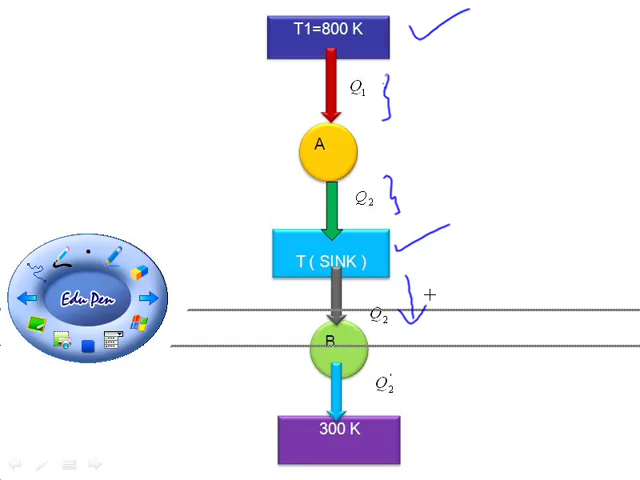 T1=800 K
Q1
A
Q2
T ( SINK )
Edu Pen
Q2
B
Q2'
300 K